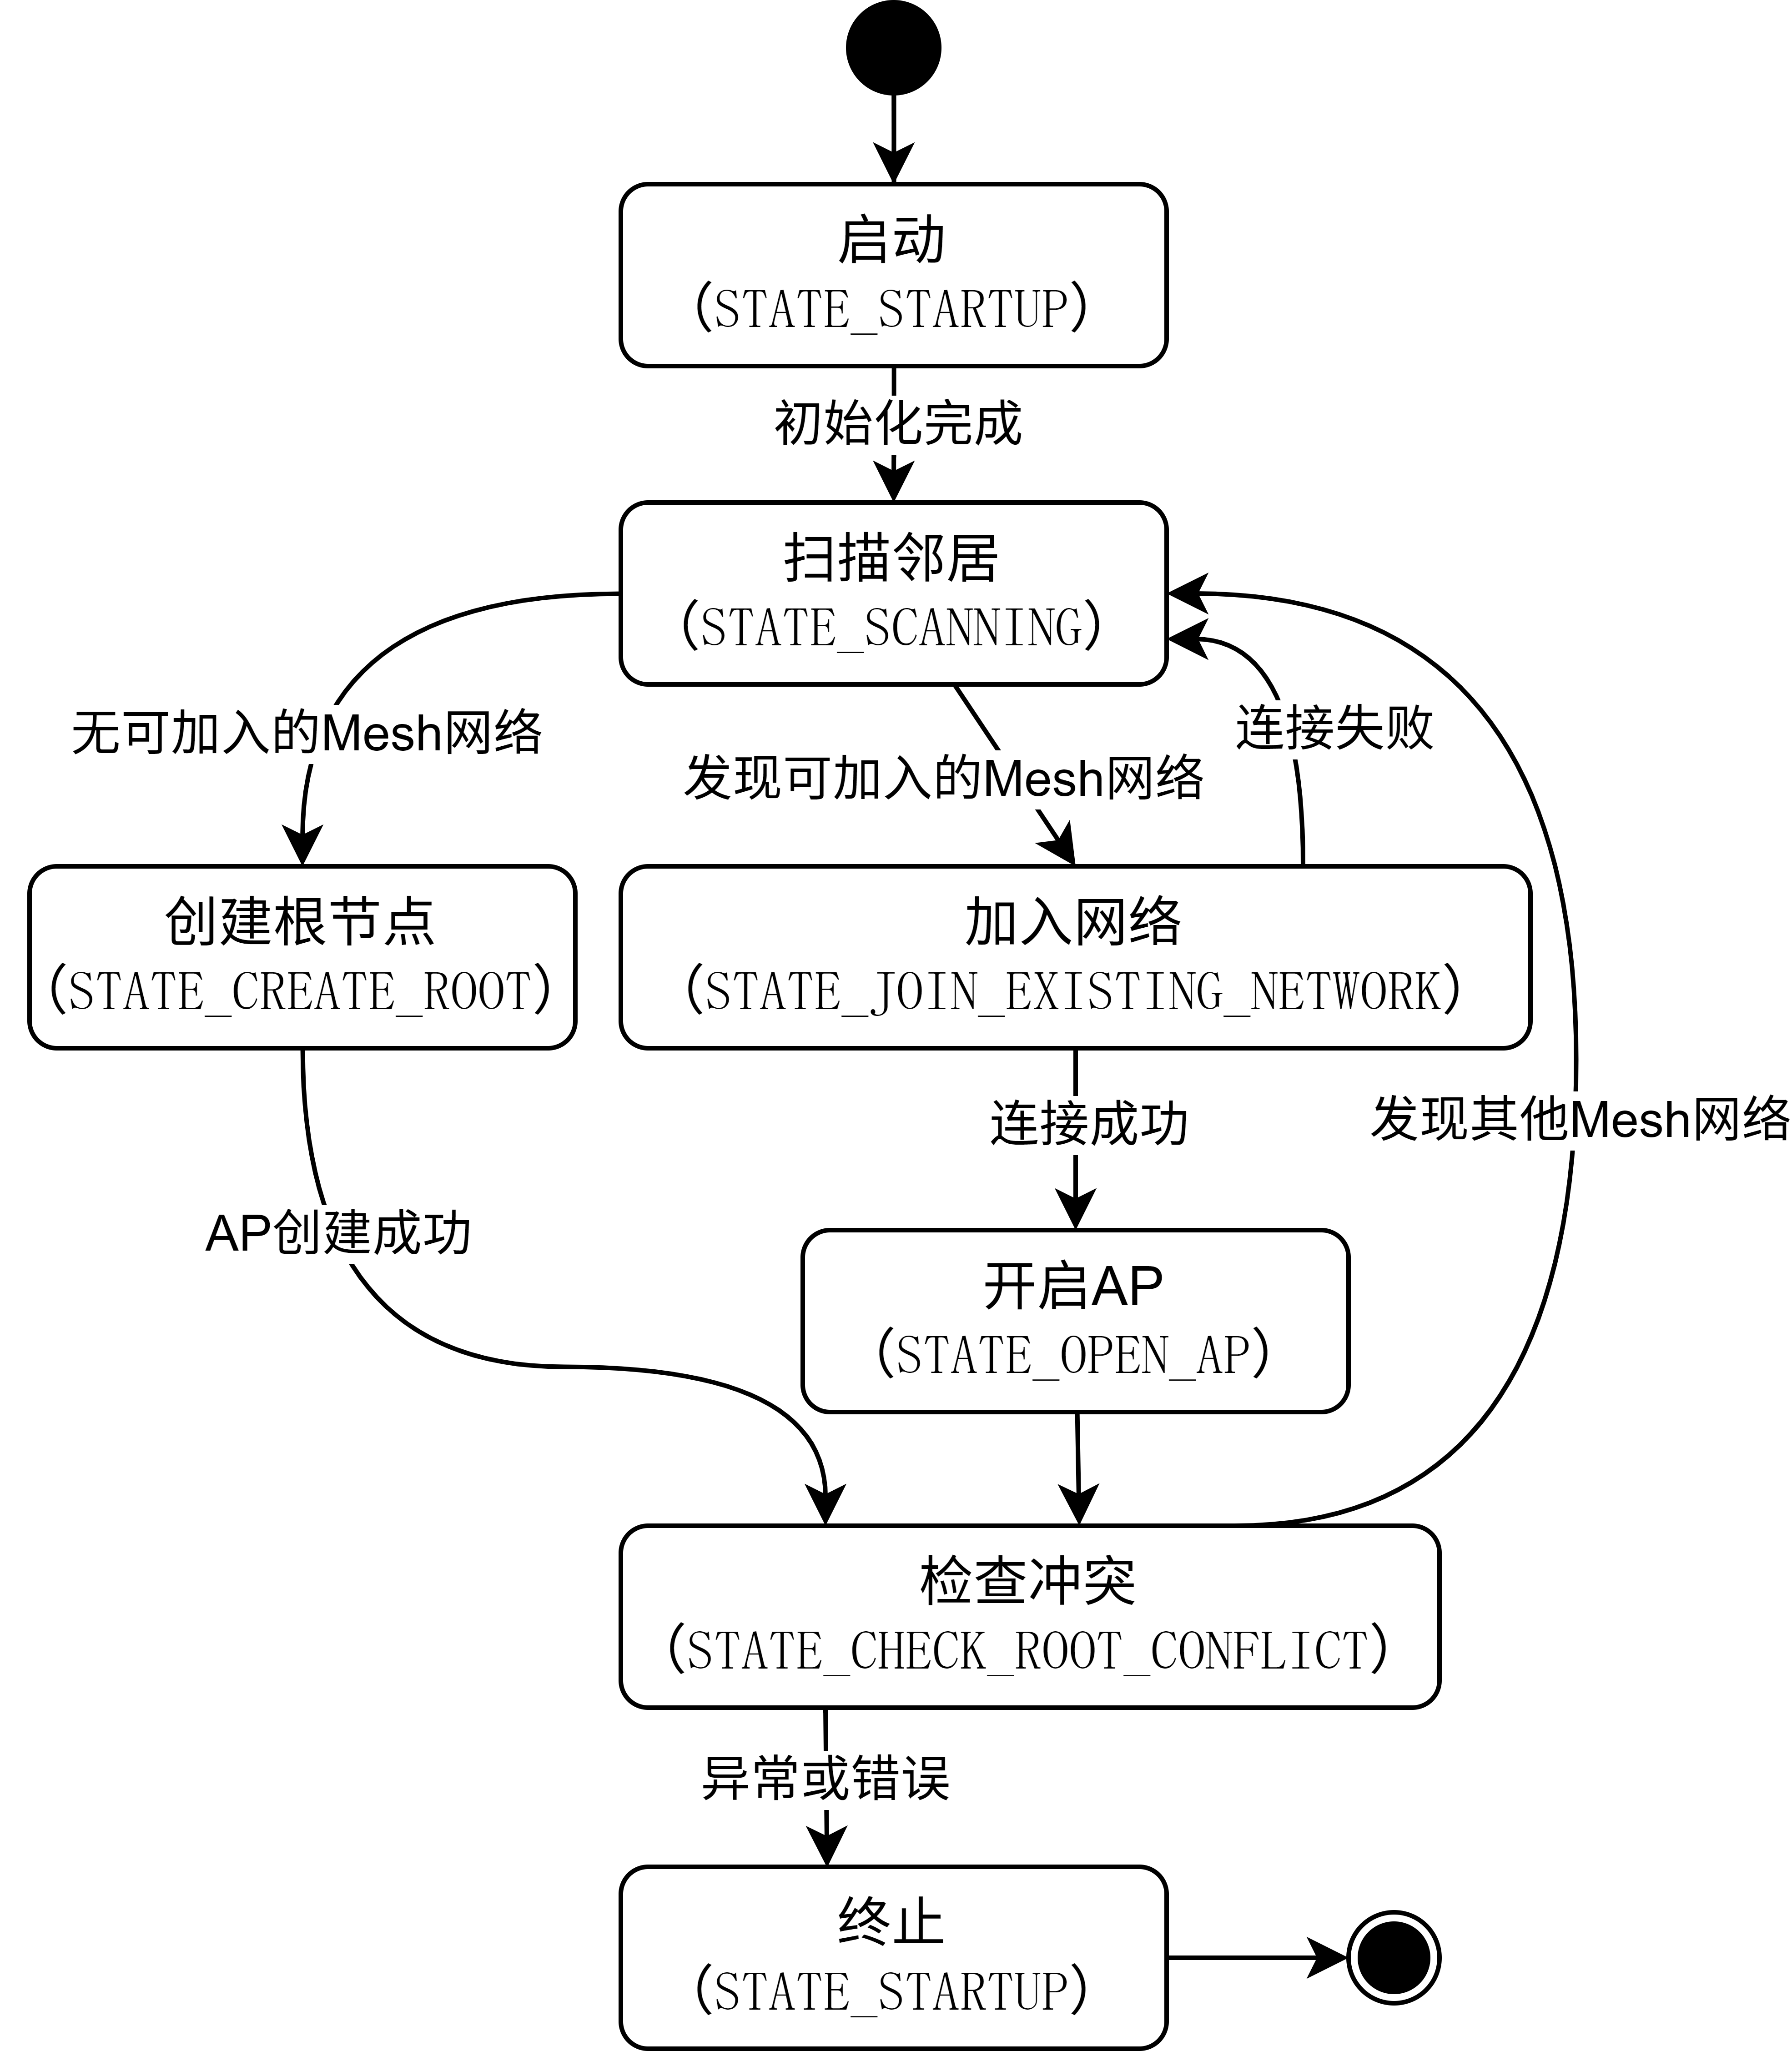 启动
（STATE_STARTUP）
初始化完成
扫描邻居
（STATE_SCANNING）
无可加入的Mesh网络
发现可加入的Mesh网络
连接失败
创建根节点
（STATE_CREATE_ROOT）
加入网络
（STATE_JOIN_EXISTING_NETWORK）
连接成功
发现其他Mesh网络
AP创建成功
开启AP
（STATE_OPEN_AP）
检查冲突
（STATE_CHECK_ROOT_CONFLICT）
异常或错误
终止
（STATE_STARTUP）